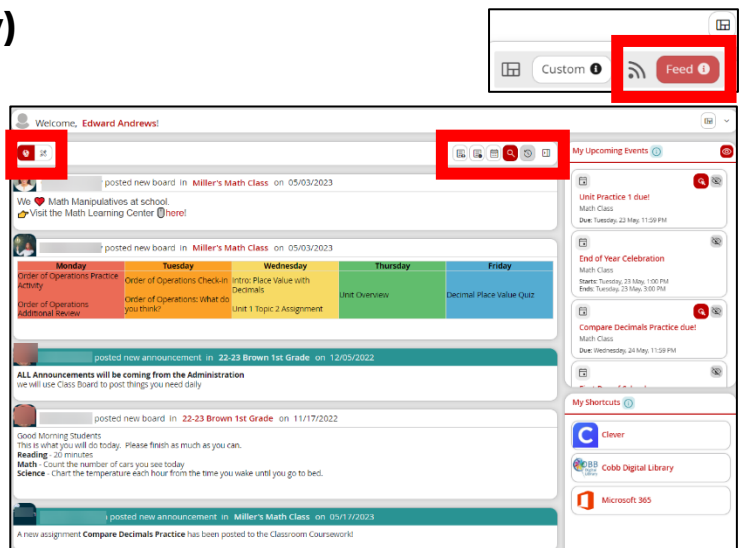 )
Custom
Feed
Welcome, Edward Andrews!
posted new board in Miller's Math Class on 05/03/2023
We ❤ Math Manipulatives at school.
👉Visit the Math Learning Center here!
posted new board in Miller's Math Class on 05/03/2023
Monday Tuesday Wednesday Thursday Friday
Order of Operations Practice Activity
Order of Operations Additional Review
Order of Operations Check-in
Order of Operations: What do you think?
Intro: Place Value with Decimals
Unit 1 Topic 2 Assignment
Unit Overview
Decimal Place Value Quiz
posted new announcement in 22-23 Brown 1st Grade on 12/05/2022
ALL Announcements will be coming from the Administration
we will use Class Board to post things you need daily
posted new board in 22-23 Brown 1st Grade on 11/17/2022
Good Morning Students
This is what you will do today. Please finish as much as you can.
Reading - 20 minutes
Math - Count the number of cars you see today
Science - Chart the temperature each hour from the time you wake until you go to bed.
posted new announcement in Miller's Math Class on 05/17/2023
A new assignment Compare Decimals Practice has been posted to the Classroom Coursework!
My Upcoming Events
Unit Practice 1 due!
Math Class
Due: Tuesday, 23 May, 11:59 PM
End of Year Celebration
Math Class
Starts: Tuesday, 23 May, 1:00 PM
Ends: Tuesday, 23 May, 3:00 PM
Compare Decimals Practice due!
Math Class
Due: Wednesday, 24 May, 11:59 PM
My Shortcuts
Clever
Cobb Digital Library
Microsoft 365